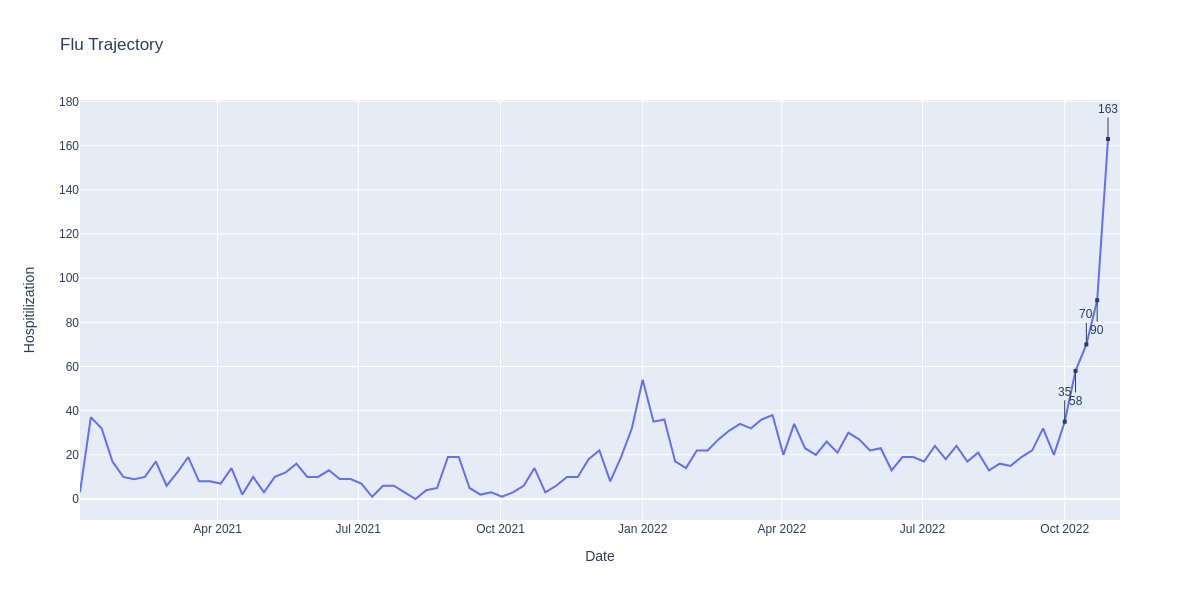 Flu Trajectory
180
160
140
120
100
80
60
40
20
0
Hospitilization
163
70
90
35
58
Apr 2021
Jul 2021
Oct 2021
Jan 2022
Apr 2022
Jul 2022
Oct 2022
Date